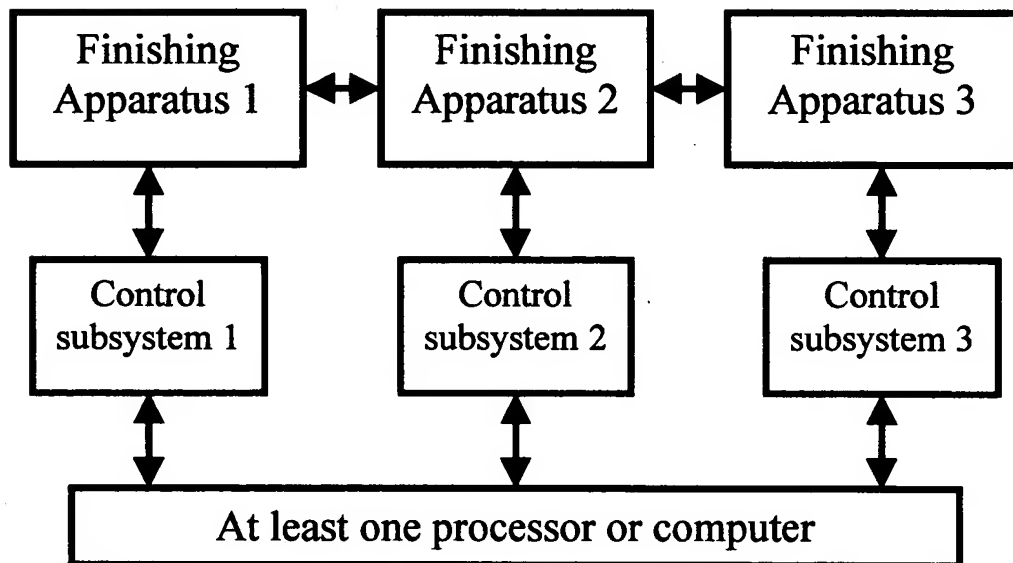 Finishing
Apparatus 1
Finishing
Apparatus 2
Finishing
Apparatus 3
Control
subsystem 1
Control
subsystem 2
Control
subsystem 3
At least one processor or computer